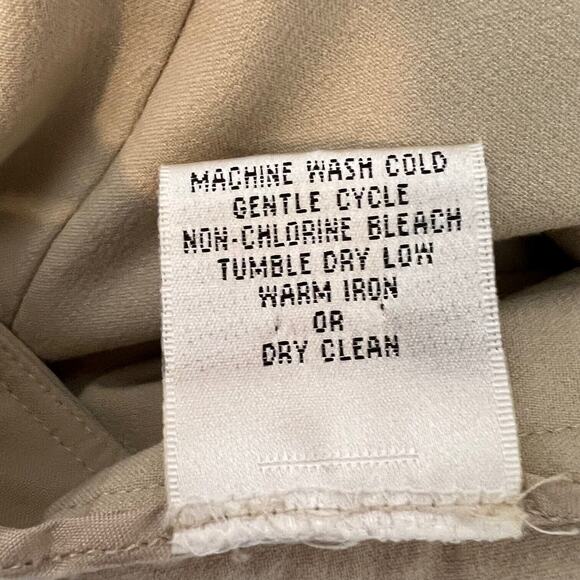 MACHINE WASH COLD
GENTLE CYCLE
NON-CHLORINE BLEACH
TUMBLE DRY LOW
WARM IRON
OR
DRY CLEAN